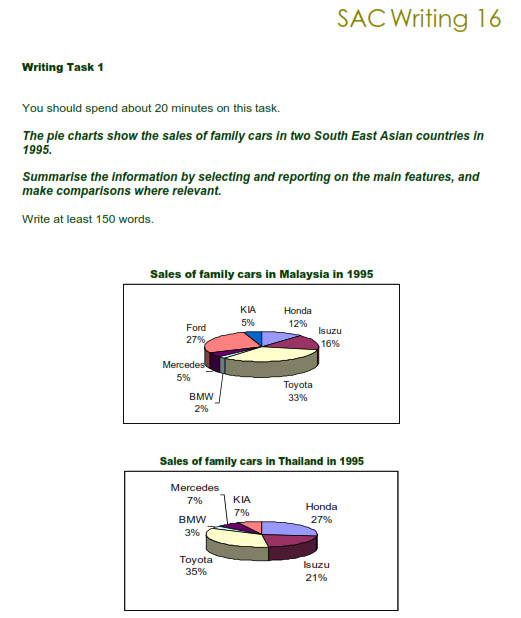 SAC Writing 16
Writing Task 1
You should spend about 20 minutes on this task.
The pie charts show the sales of family cars in two South East Asian countries in
1995.
Summarise the information by selecting and reporting on the main features, and
make comparisons where relevant.
Write at least 150 words.
Sales of family cars in Malaysia in 1995
KIA
5%
Honda
12%
Isuzu
16%
Ford
27%
Mercedes
5%
BMW
2%
Toyota
33%
Sales of family cars in Thailand in 1995
Mercedes
7%
KIA
7%
Honda
27%
BMW
3%
Toyota
35%
Isuzu
21%